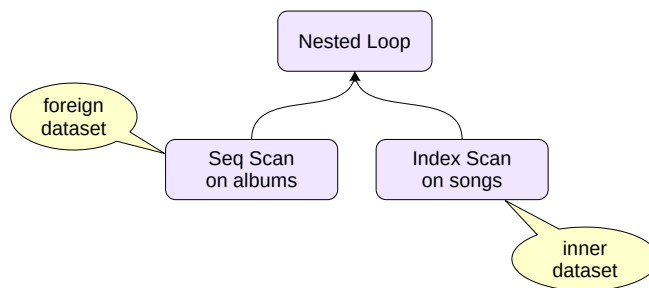 Nested Loop
foreign
dataset
Seq Scan
on albums
Index Scan
on songs
inner
dataset